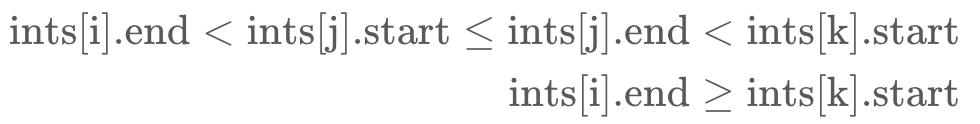 ints[i].end < ints[j].start ≤ ints[j].end < ints[k].start
ints[i].end ≥ ints[k].start